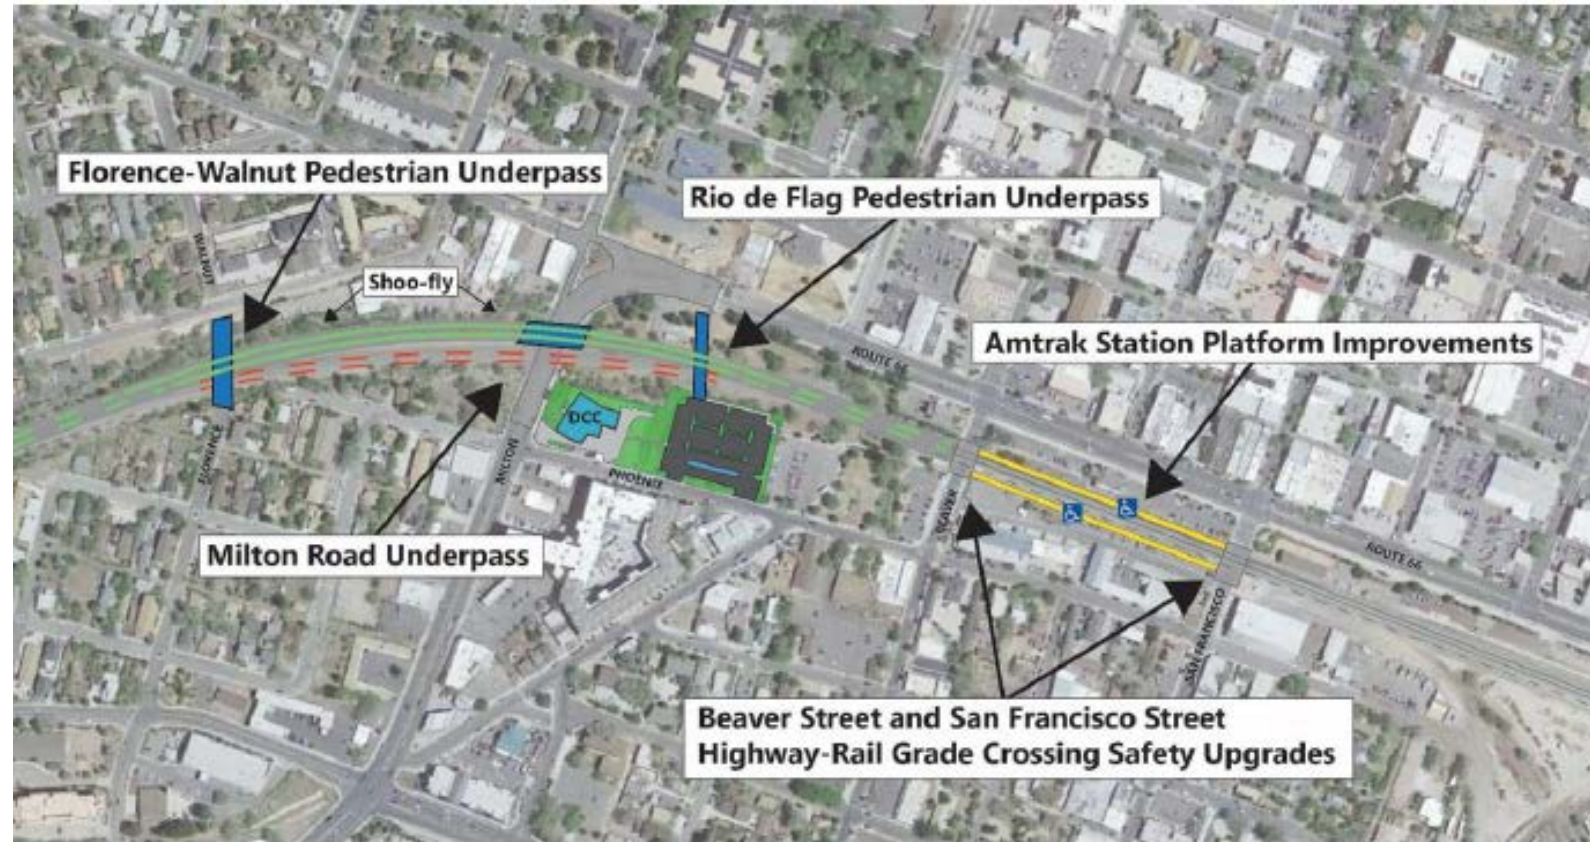 Florence-Walnut Pedestrian Underpass
Rio de Flag Pedestrian Underpass
WALNUT
Shoo-fly
Amtrak Station Platform Improvements
ROUTE 66
DCC
FLORENCE
MILTON
PHOENIX
BEAVER
Milton Road Underpass
ROUTE 66
SAN FRANCISCO
Beaver Street and San Francisco Street
Highway-Rail Grade Crossing Safety Upgrades